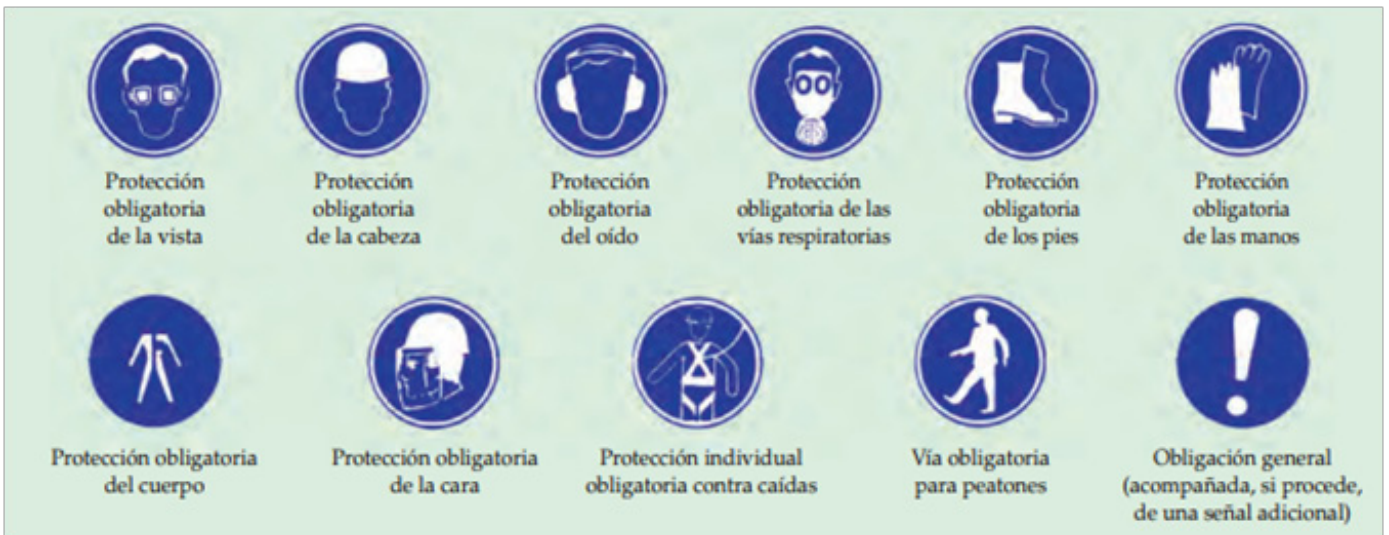 Protección
obligatoria
de la vista
Protección
obligatoria
de la cabeza
Protección
obligatoria
del oído
Protección
obligatoria de las
vías respiratorias
Protección
obligatoria
de los pies
Protección
obligatoria
de las manos
Protección obligatoria
del cuerpo
Protección obligatoria
de la cara
Protección individual
obligatoria contra caídas
Vía obligatoria
para peatones
Obligación general
(acompañada, si procede,
de una señal adicional)